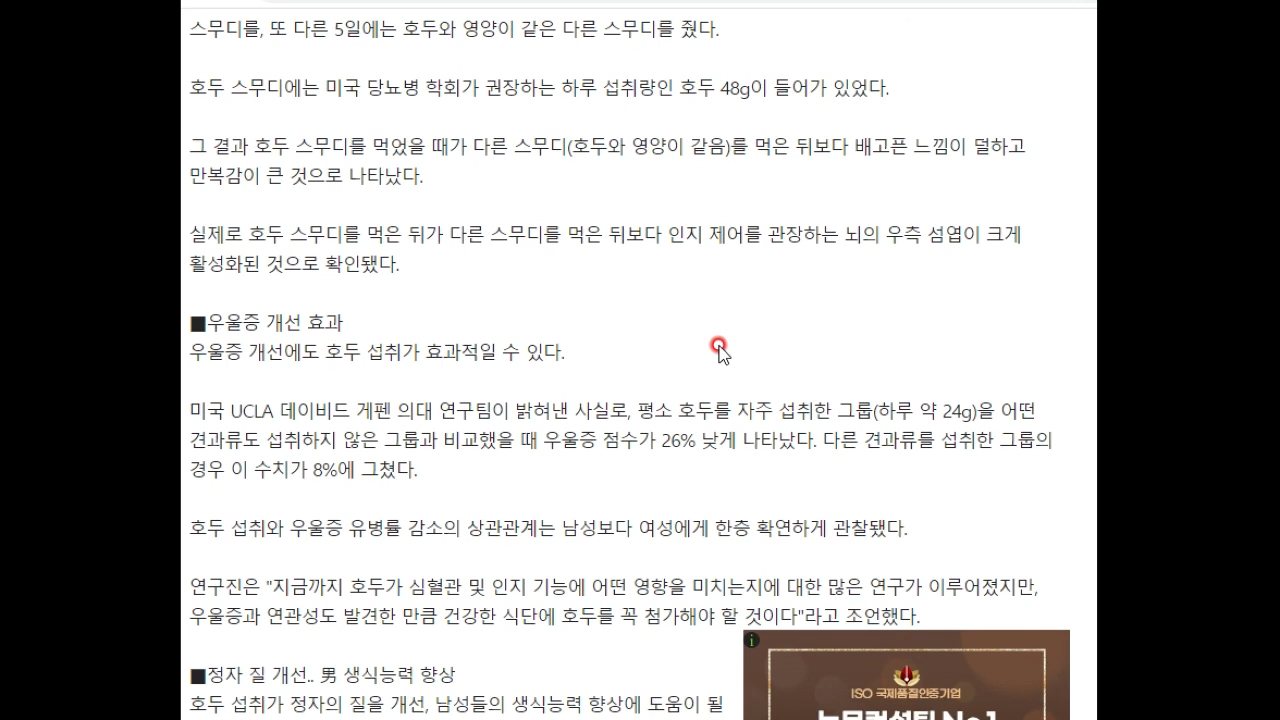 스무디를, 또 다른 5일에는 호두와 영양이 같은 다른 스무디를 줬다.
호두 스무디에는 미국 당뇨병 학회가 권장하는 하루 섭취량인 호두 48g이 들어가 있었다.
그 결과 호두 스무디를 먹었을 때가 다른 스무디(호두와 영양이 같음)를 먹은 뒤보다 배고픈 느낌이 덜하고
만복감이 큰 것으로 나타났다.
실제로 호두 스무디를 먹은 뒤가 다른 스무디를 먹은 뒤보다 인지 제어를 관장하는 뇌의 우측 섬엽이 크게
활성화된 것으로 확인됐다.
■우울증 개선 효과
우울증 개선에도 호두 섭취가 효과적일 수 있다.
미국 UCLA 데이비드 게펜 의대 연구팀이 밝혀낸 사실로, 평소 호두를 자주 섭취한 그룹(하루 약 24g)을 어떤
견과류도 섭취하지 않은 그룹과 비교했을 때 우울증 점수가 26% 낮게 나타났다. 다른 견과류를 섭취한 그룹의
경우 이 수치가 8%에 그쳤다.
호두 섭취와 우울증 유병률 감소의 상관관계는 남성보다 여성에게 한층 확연하게 관찰됐다.
연구진은 "지금까지 호두가 심혈관 및 인지 기능에 어떤 영향을 미치는지에 대한 많은 연구가 이루어졌지만,
우울증과 연관성도 발견한 만큼 건강한 식단에 호두를 꼭 첨가해야 할 것이다"라고 조언했다.
■정자 질 개선.. 男 생식능력 향상
호두 섭취가 정자의 질을 개선, 남성들의 생식능력 향상에 도움이 될
ISO 국제품질인증기업